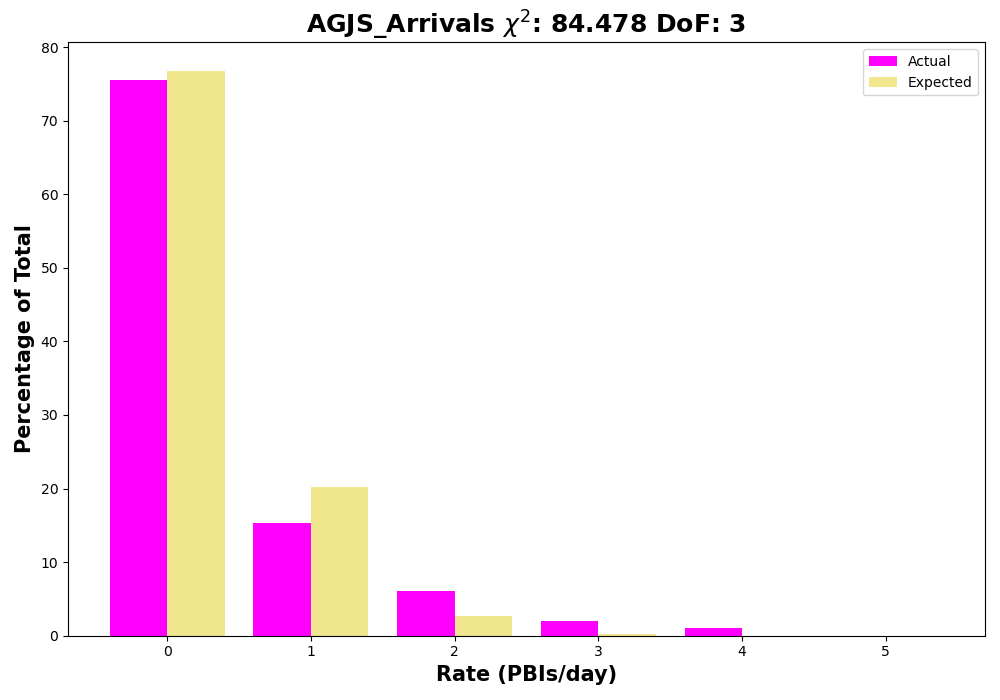 AGJS_Arrivals χ²: 84.478 DoF: 3
Actual
Expected
Percentage of Total
80
70
60
50
40
30
20
10
0
0 1 2 3 4 5
Rate (PBIs/day)